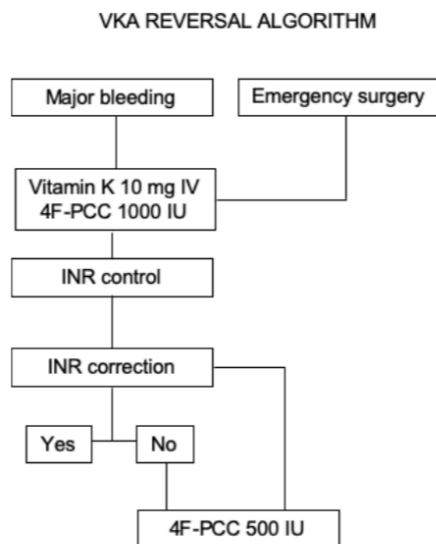 VKA REVERSAL ALGORITHM
Major bleeding
Emergency surgery
Vitamin K 10 mg IV
4F-PCC 1000 IU
INR control
INR correction
Yes
No
4F-PCC 500 IU